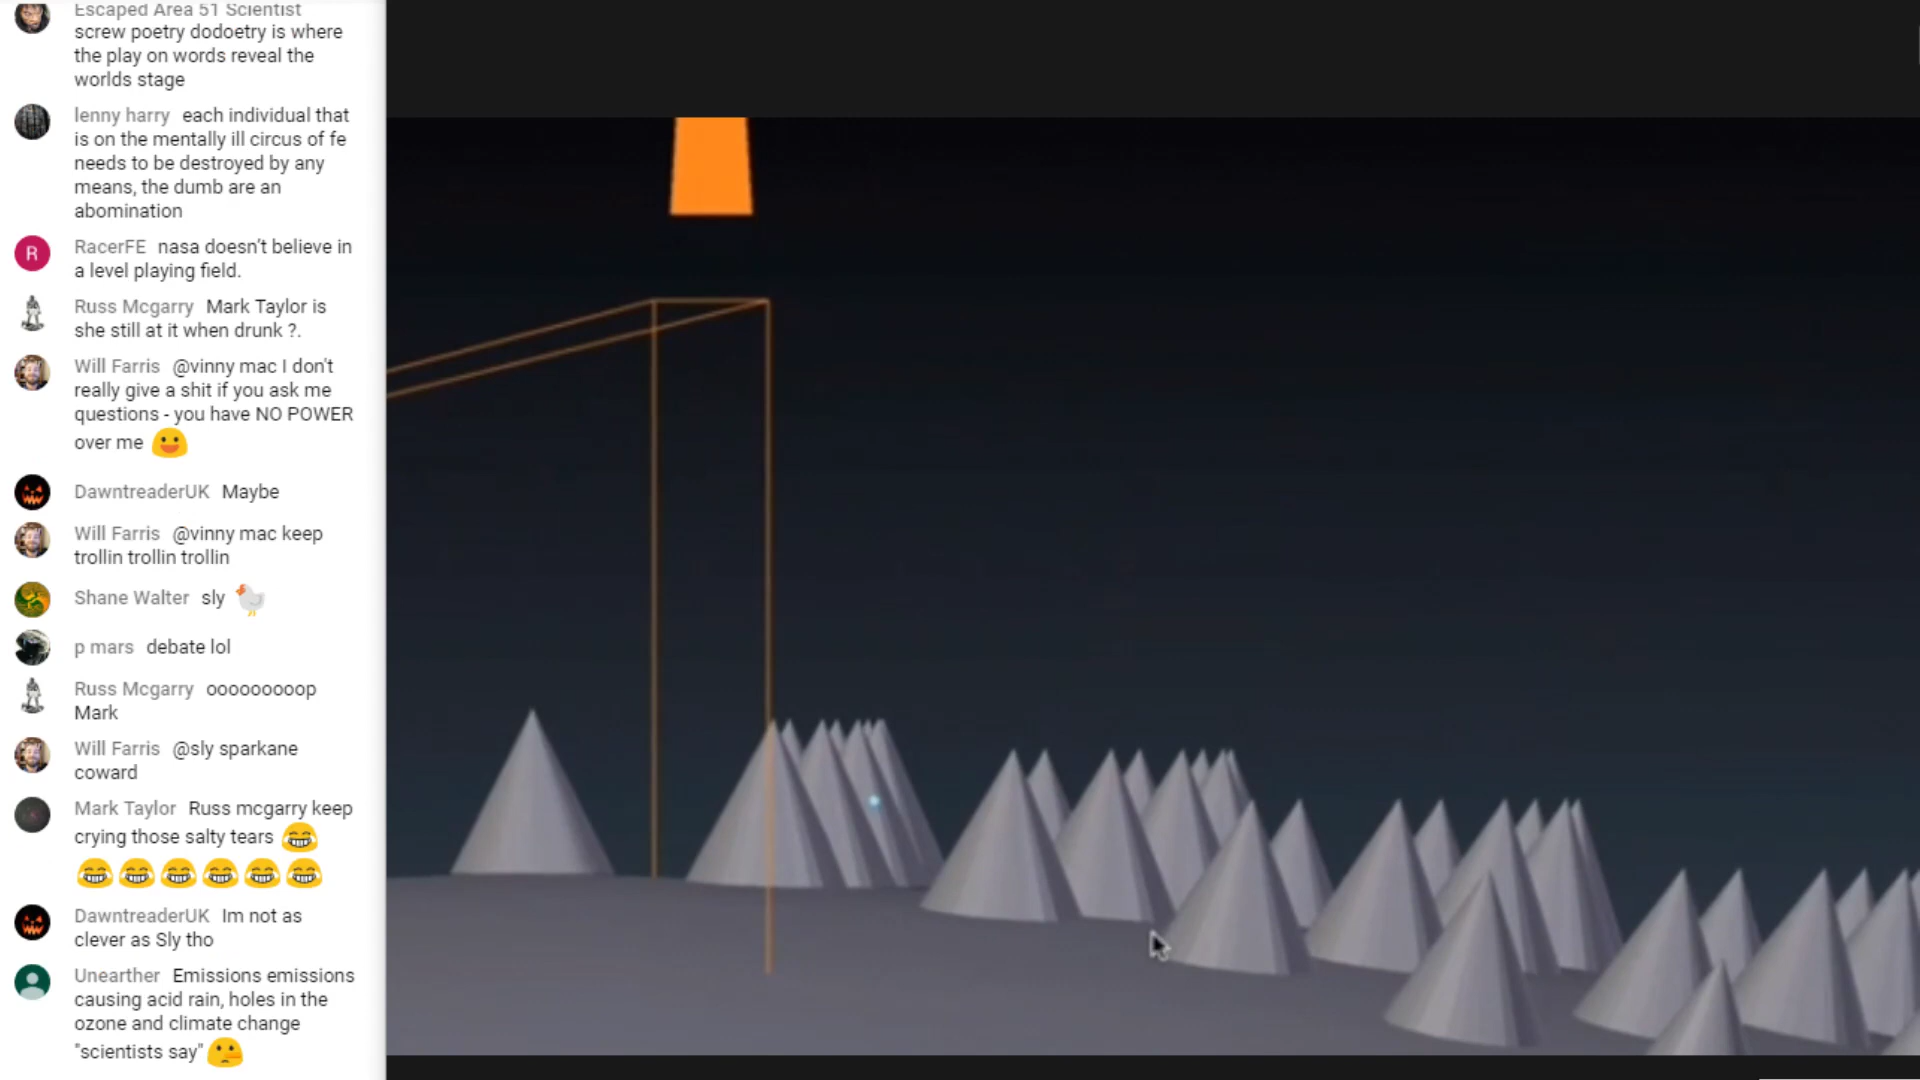 Escaped Area 51 Scientist
screw poetry dodoetry is where
the play on words reveal the
worlds stage
lenny harry each individual that
is on the mentally ill circus of fe
needs to be destroyed by any
means, the dumb are an
abomination
R
RacerFE nasa doesn't believe in
a level playing field.
Russ Mcgarry Mark Taylor is
she still at it when drunk ?.
Will Farris @vinny mac I don't
really give a shit if you ask me
questions - you have NO POWER
over me
DawntreaderUK Maybe
Will Farris @vinny mac keep
trollin trollin trollin
Shane Walter sly
p mars debate lol
Russ Mcgarry ooooooooop
Mark
Will Farris @sly sparkane
coward
Mark Taylor Russ mcgarry keep
crying those salty tears
DawntreaderUK Im not as
clever as Sly tho
Unearther Emissions emissions
causing acid rain, holes in the
ozone and climate change
"scientists say"